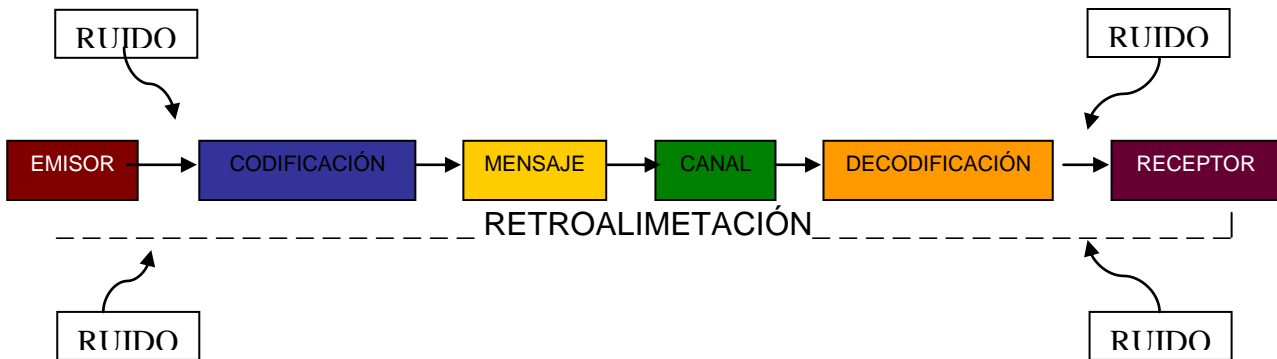 RUIDO RUIDO
EMISOR CODIFICACIÓN MENSAJE CANAL DECODIFICACIÓN RECEPTOR
RETROALIMETACIÓN
RUIDO RUIDO